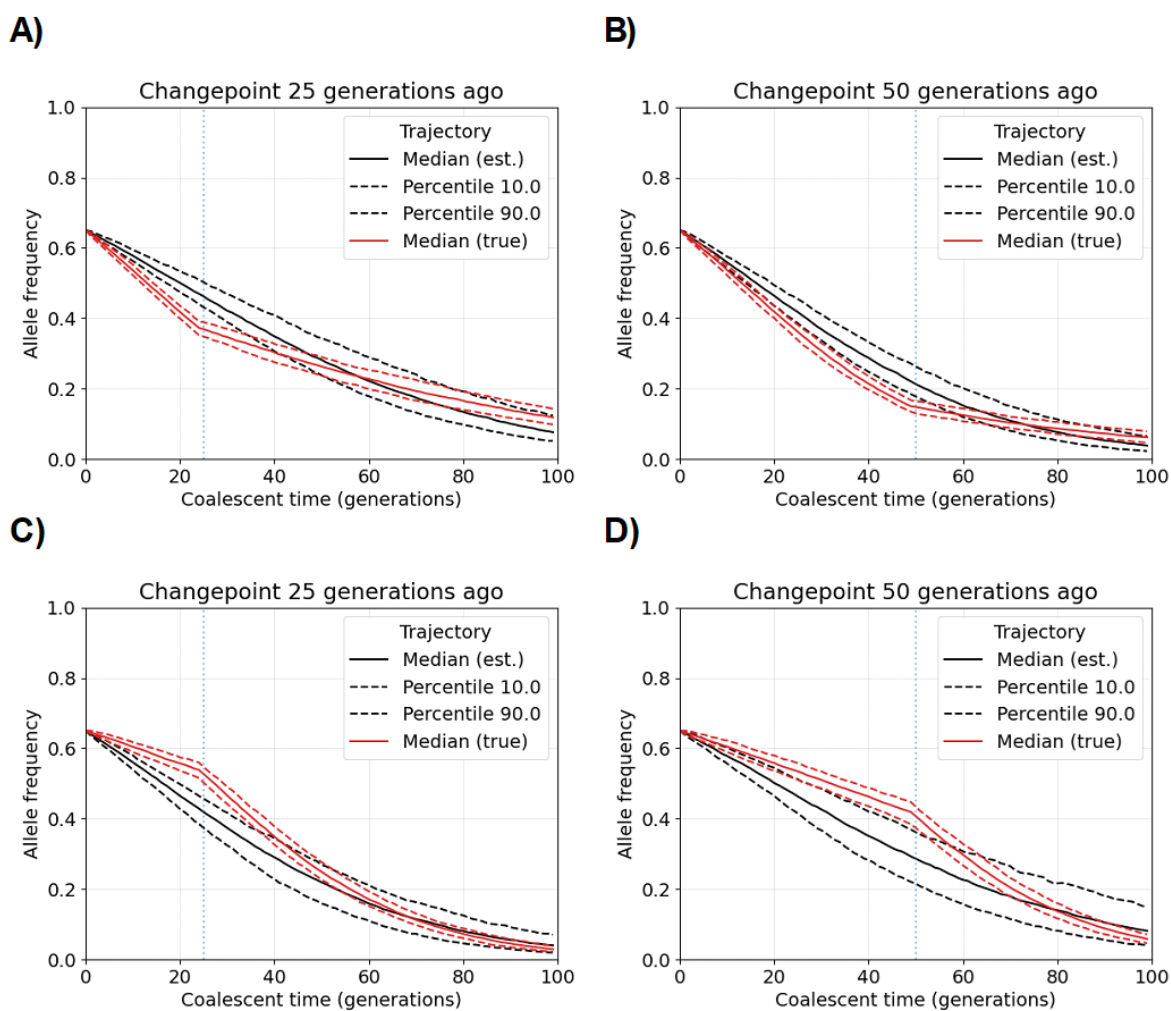 A)
Changepoint 25 generations ago
1.0
0.8
0.6
0.4
0.2
0.0
Allele frequency
Trajectory
Median (est.)
Percentile 10.0
Percentile 90.0
Median (true)
0 20 40 60 80 100
Coalescent time (generations)
B)
Changepoint 50 generations ago
1.0
0.8
0.6
0.4
0.2
0.0
Allele frequency
Trajectory
Median (est.)
Percentile 10.0
Percentile 90.0
Median (true)
0 20 40 60 80 100
Coalescent time (generations)
C)
Changepoint 25 generations ago
1.0
0.8
0.6
0.4
0.2
0.0
Allele frequency
Trajectory
Median (est.)
Percentile 10.0
Percentile 90.0
Median (true)
0 20 40 60 80 100
Coalescent time (generations)
D)
Changepoint 50 generations ago
1.0
0.8
0.6
0.4
0.2
0.0
Allele frequency
Trajectory
Median (est.)
Percentile 10.0
Percentile 90.0
Median (true)
0 20 40 60 80 100
Coalescent time (generations)